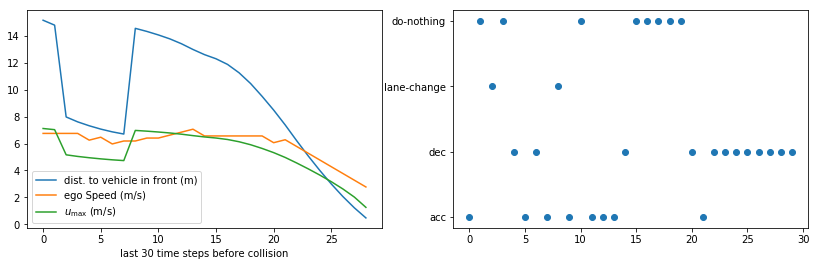 14
12
10
8
6
4
2
0
dist. to vehicle in front (m)
ego Speed (m/s)
u_max (m/s)
0 5 10 15 20 25
last 30 time steps before collision
do-nothing
lane-change
dec
acc
0 5 10 15 20 25 30